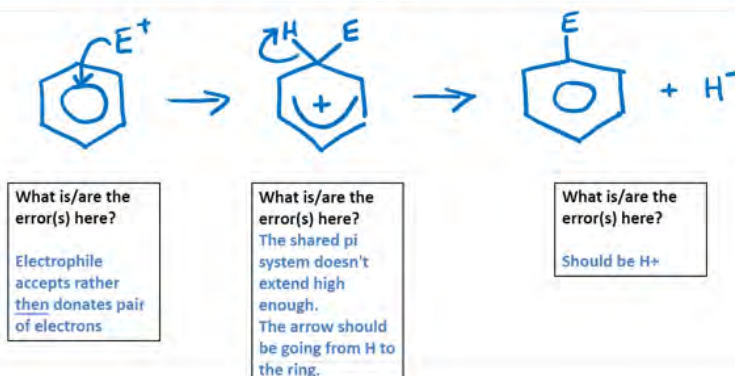 E+
H E
+
E
+ H-
What is/are the
error(s) here?
Electrophile
accepts rather
then donates pair
of electrons
What is/are the
error(s) here?
The shared pi
system doesn't
extend high
enough.
The arrow should
be going from H to
the ring.
What is/are the
error(s) here?
Should be H+